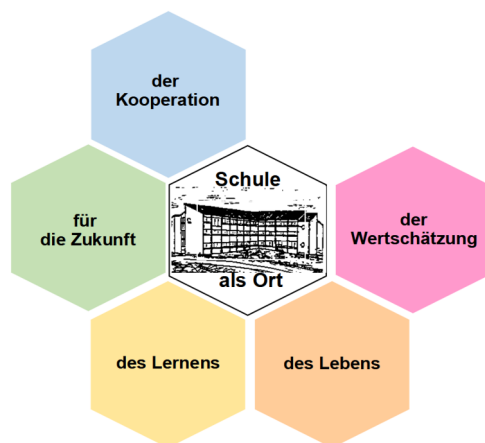 der
Kooperation
Schule
als Ort
für
die Zukunft
der
Wertschätzung
des Lernens
des Lebens